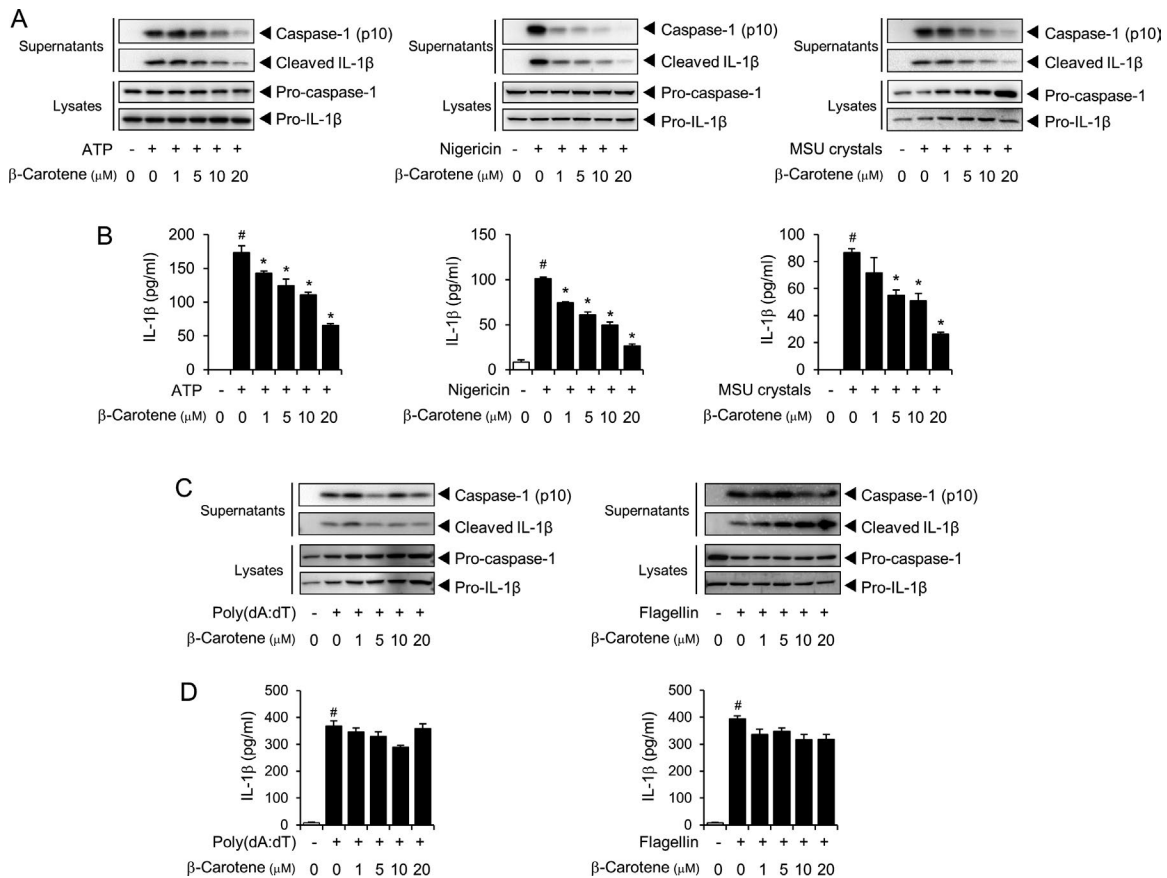 A
Supernatants
Caspase-1 (p10)
Cleaved IL-1β
Lysates
Pro-caspase-1
Pro-IL-1β
ATP - + + + + +
β-Carotene (μM) 0 0 1 5 10 20
Supernatants
Caspase-1 (p10)
Cleaved IL-1β
Lysates
Pro-caspase-1
Pro-IL-1β
Nigericin - + + + + +
0 0 1 5 10 20
Supernatants
Caspase-1 (p10)
Cleaved IL-1β
Lysates
Pro-caspase-1
Pro-IL-1β
MSU crystals - + + + + +
β-Carotene (μM) 0 0 1 5 10 20
B
IL-1β (pg/ml)
200
150
100
50
0
# * * * *
ATP - + + + + +
β-Carotene (μM) 0 0 1 5 10 20
IL-1β (pg/ml)
150
100
50
0
# * * * *
Nigericin - + + + + +
β-Carotene (μM) 0 0 1 5 10 20
IL-1β (pg/ml)
100
80
60
40
20
0
# * * *
MSU crystals - + + + + +
β-Carotene (μM) 0 0 1 5 10 20
C
Supernatants
Caspase-1 (p10)
Cleaved IL-1β
Lysates
Pro-caspase-1
Pro-IL-1β
Poly(dA:dT) - + + + + +
β-Carotene (μM) 0 0 1 5 10 20
Supernatants
Caspase-1 (p10)
Cleaved IL-1β
Lysates
Pro-caspase-1
Pro-IL-1β
Flagellin - + + + + +
β-Carotene (μM) 0 0 1 5 10 20
D
IL-1β (pg/ml)
500
400
300
200
100
0
#
Poly(dA:dT) - + + + + +
β-Carotene (μM) 0 0 1 5 10 20
IL-1β (pg/ml)
500
400
300
200
100
0
#
Flagellin - + + + + +
β-Carotene (μM) 0 0 1 5 10 20